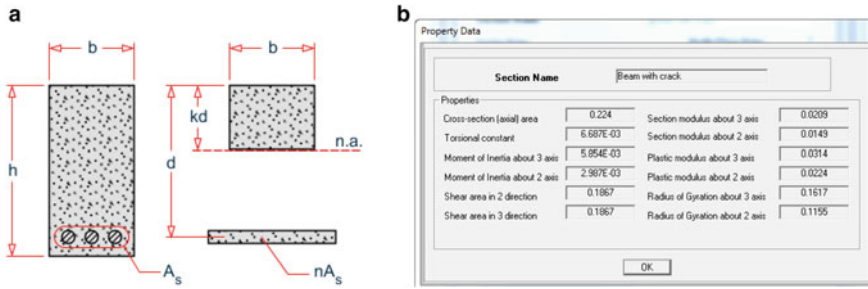 a
b
b
h
A_s
kd
d
n.a.
nA_s
b
Property Data
Section Name Beam with crack
Properties
Cross-section (axial) area 0.224 Section modulus about 3 axis 0.0209
Torsional constant 6.687E-03 Section modulus about 2 axis 0.0149
Moment of Inertia about 3 axis 5.854E-03 Plastic modulus about 3 axis 0.0314
Moment of Inertia about 2 axis 2.987E-03 Plastic modulus about 2 axis 0.0224
Shear area in 2 direction 0.1867 Radius of Gyration about 3 axis 0.1617
Shear area in 3 direction 0.1867 Radius of Gyration about 2 axis 0.1155
OK